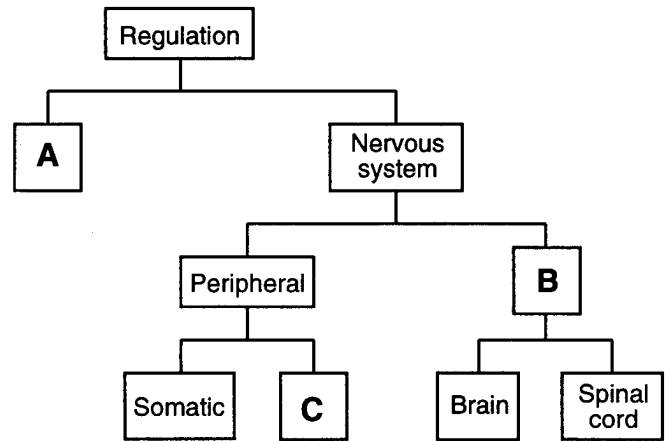 Regulation
A
Nervous
system
Peripheral
B
Somatic
C
Brain
Spinal
cord